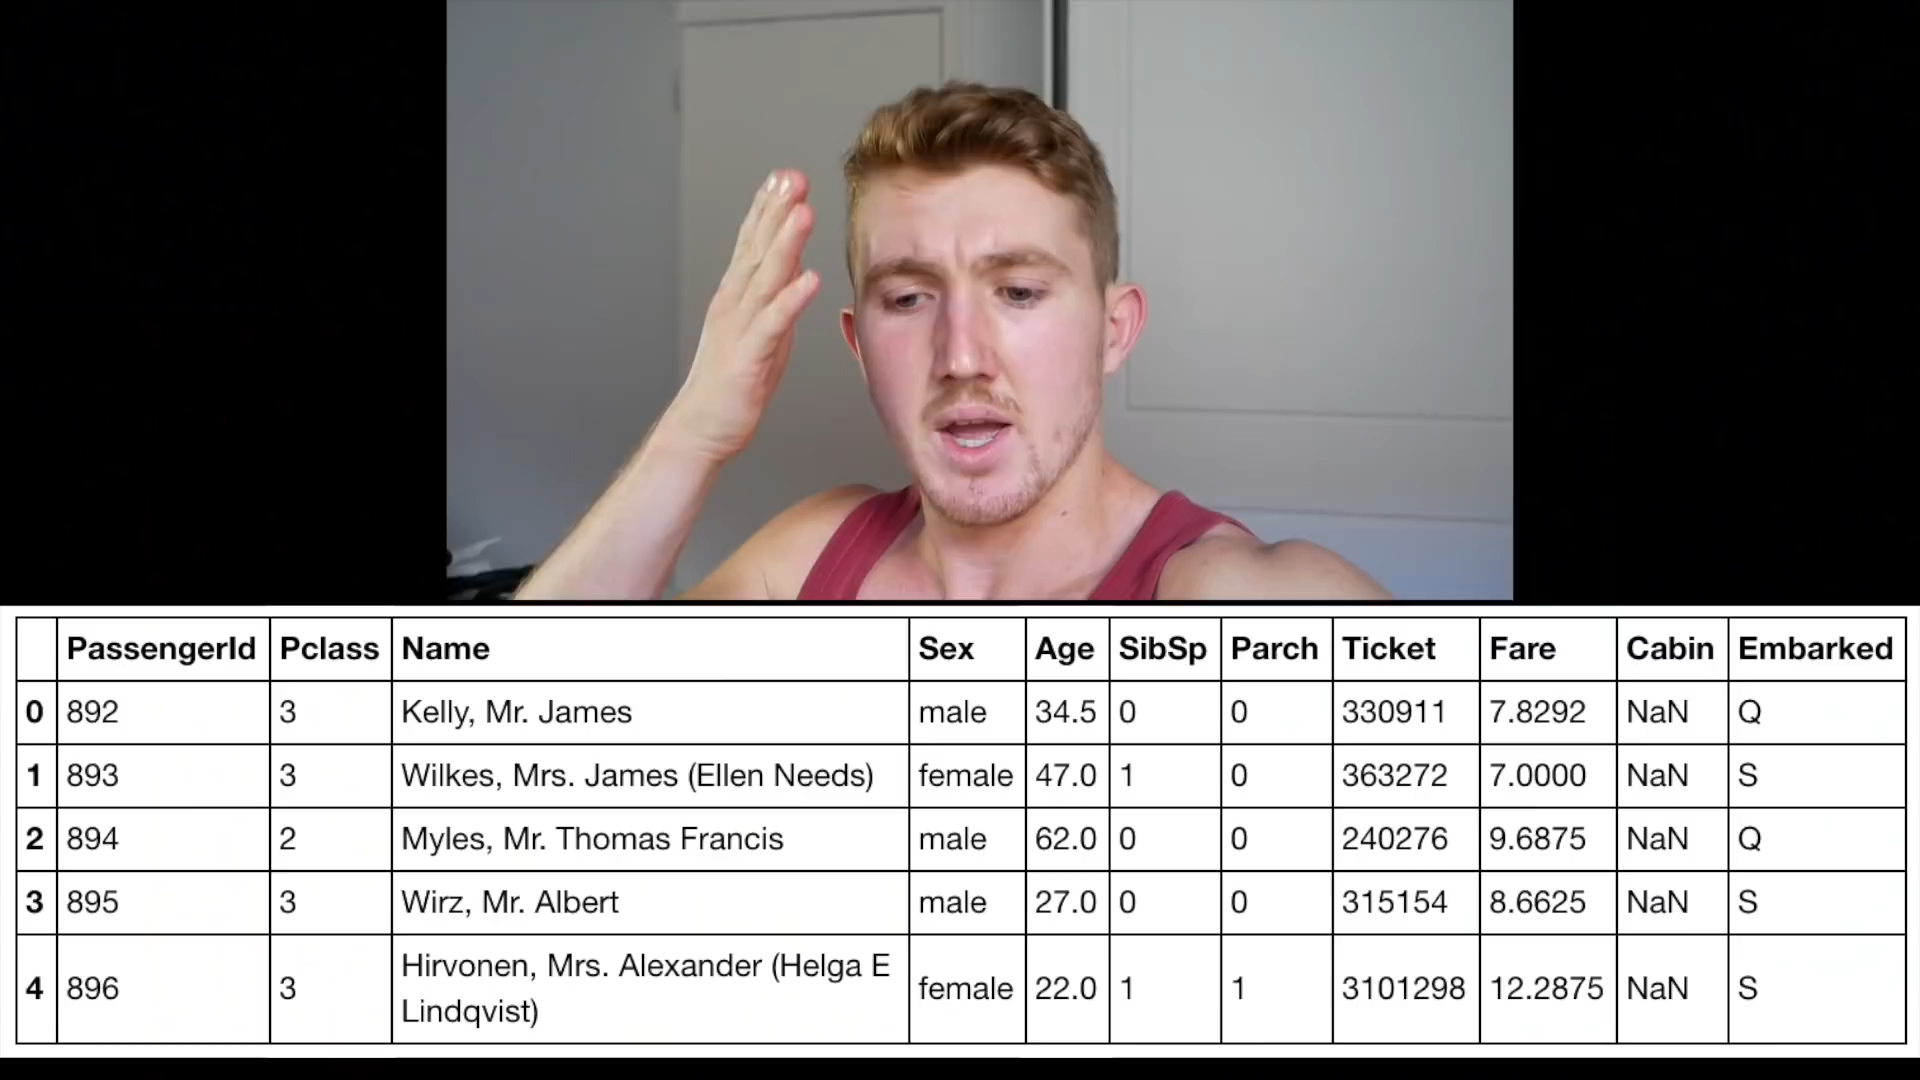 PassengerId Pclass Name Sex Age SibSp Parch Ticket Fare Cabin Embarked
0 892 3 Kelly, Mr. James male 34.5 0 0 330911 7.8292 NaN Q
1 893 3 Wilkes, Mrs. James (Ellen Needs) female 47.0 1 0 363272 7.0000 NaN S
2 894 2 Myles, Mr. Thomas Francis male 62.0 0 0 240276 9.6875 NaN Q
3 895 3 Wirz, Mr. Albert male 27.0 0 0 315154 8.6625 NaN S
4 896 3 Hirvonen, Mrs. Alexander (Helga E
Lindqvist) female 22.0 1 1 3101298 12.2875 NaN S